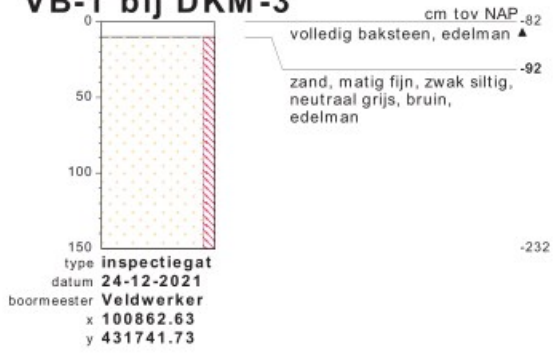 VB-1 bij DKM-3
cm tov NAP
0
-82
volledig baksteen, edelman
-92
zand, matig fijn, zwak siltig,
neutraal grijs, bruin,
edelman
50
100
150
-232
type inspectiegat
datum 24-12-2021
boormeester Veldwerker
x 100862.63
y 431741.73